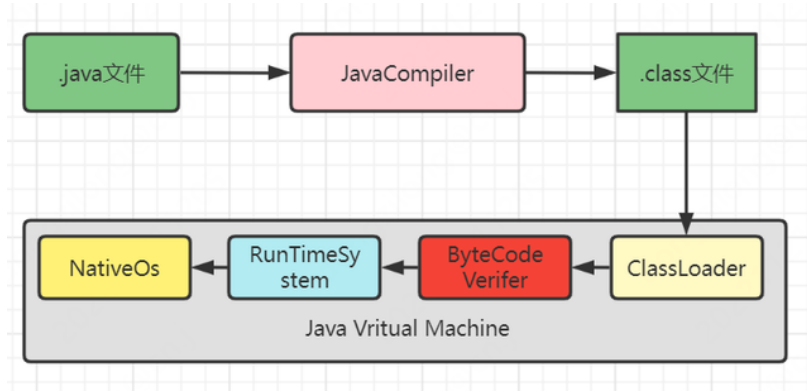 .java文件
JavaCompiler
.class文件
NativeOs
RunTimeSy
stem
ByteCode
Verifer
ClassLoader
Java Vritual Machine